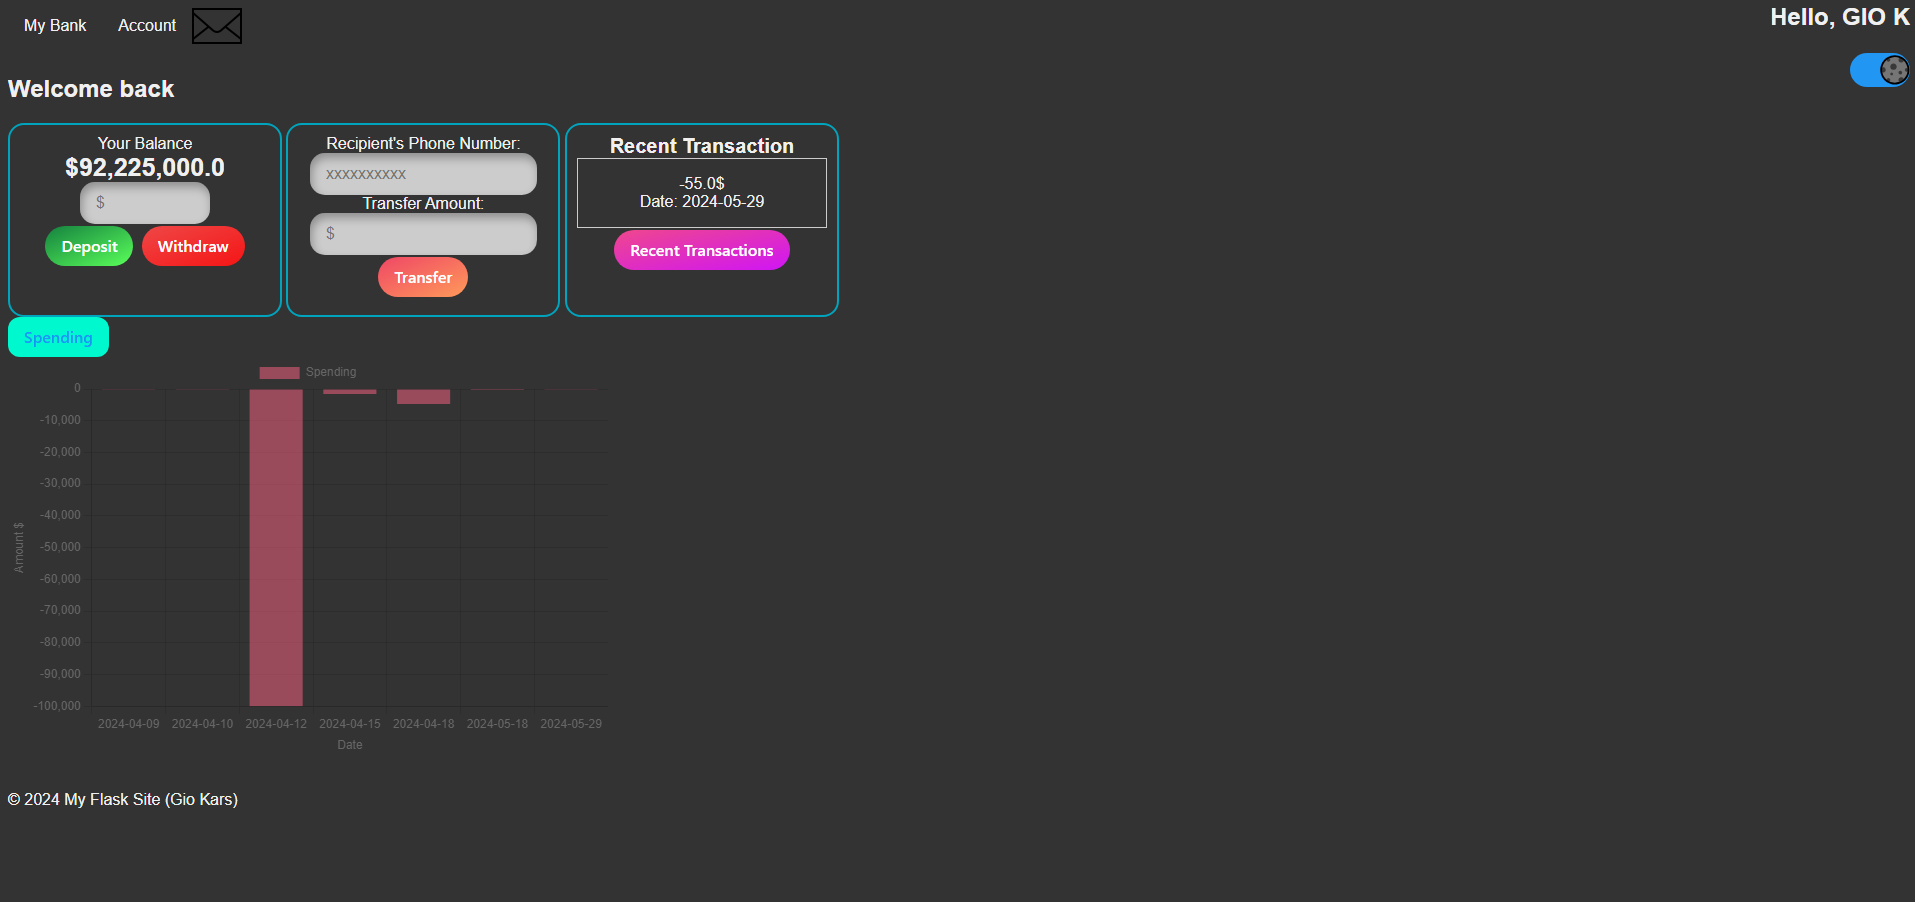 My Bank Account
Hello, GIO K
Welcome back
Your Balance
$92,225,000.0
$
Deposit Withdraw
Recipient's Phone Number:
xxxxxxxxxx
Transfer Amount:
$
Transfer
Recent Transaction
-55.0$
Date: 2024-05-29
Recent Transactions
Spending
Spending
0
-10,000
-20,000
-30,000
-40,000
-50,000
-60,000
-70,000
-80,000
-90,000
-100,000
Amount $
2024-04-09 2024-04-10 2024-04-12 2024-04-15 2024-04-18 2024-05-18 2024-05-29
Date
© 2024 My Flask Site (Gio Kars)